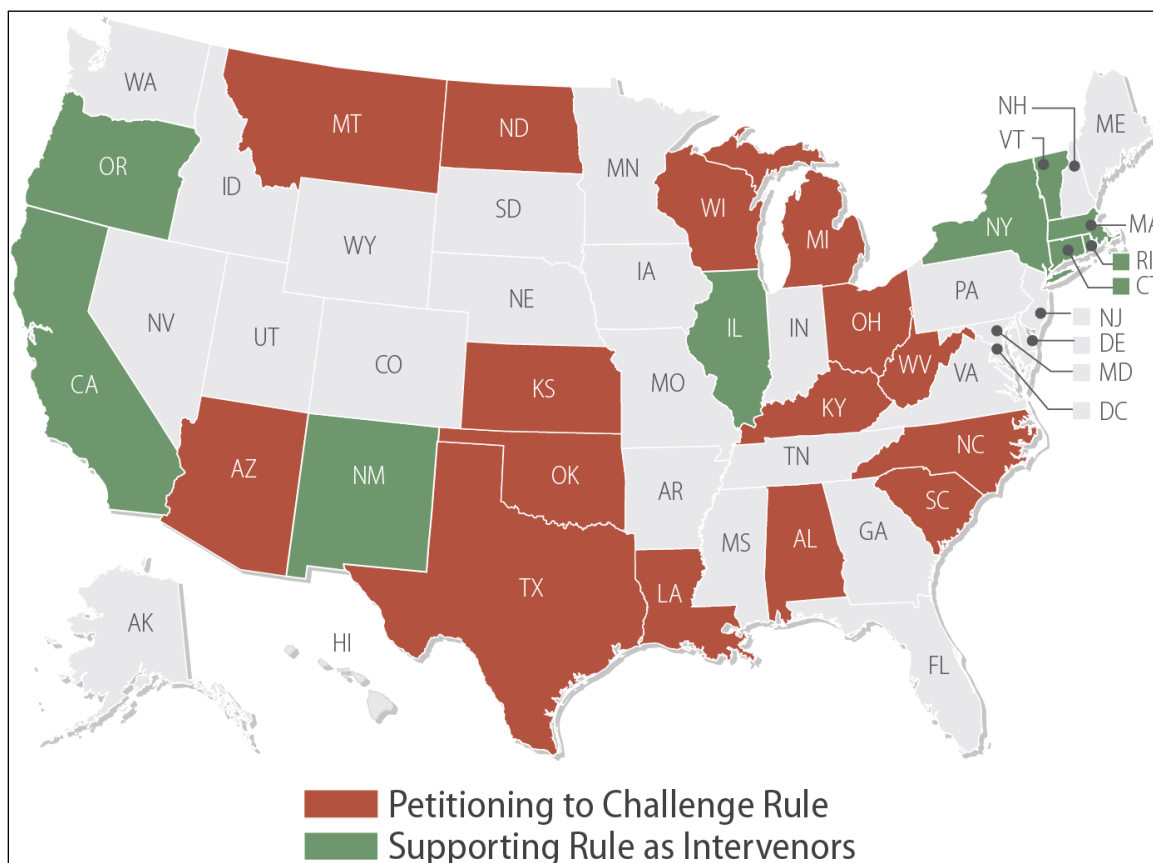 WA
MT
ND
MN
NH
VT
ME
OR
ID
SD
WI
MI
NY
MA
RI
CT
WY
IA
NE
PA
NJ
DE
MD
DC
NV
UT
CO
IL
IN
OH
WV
VA
CA
KS
MO
KY
AZ
NM
OK
AR
TN
NC
SC
MS
AL
GA
TX
LA
FL
AK
HI
Petitioning to Challenge Rule
Supporting Rule as Intervenors